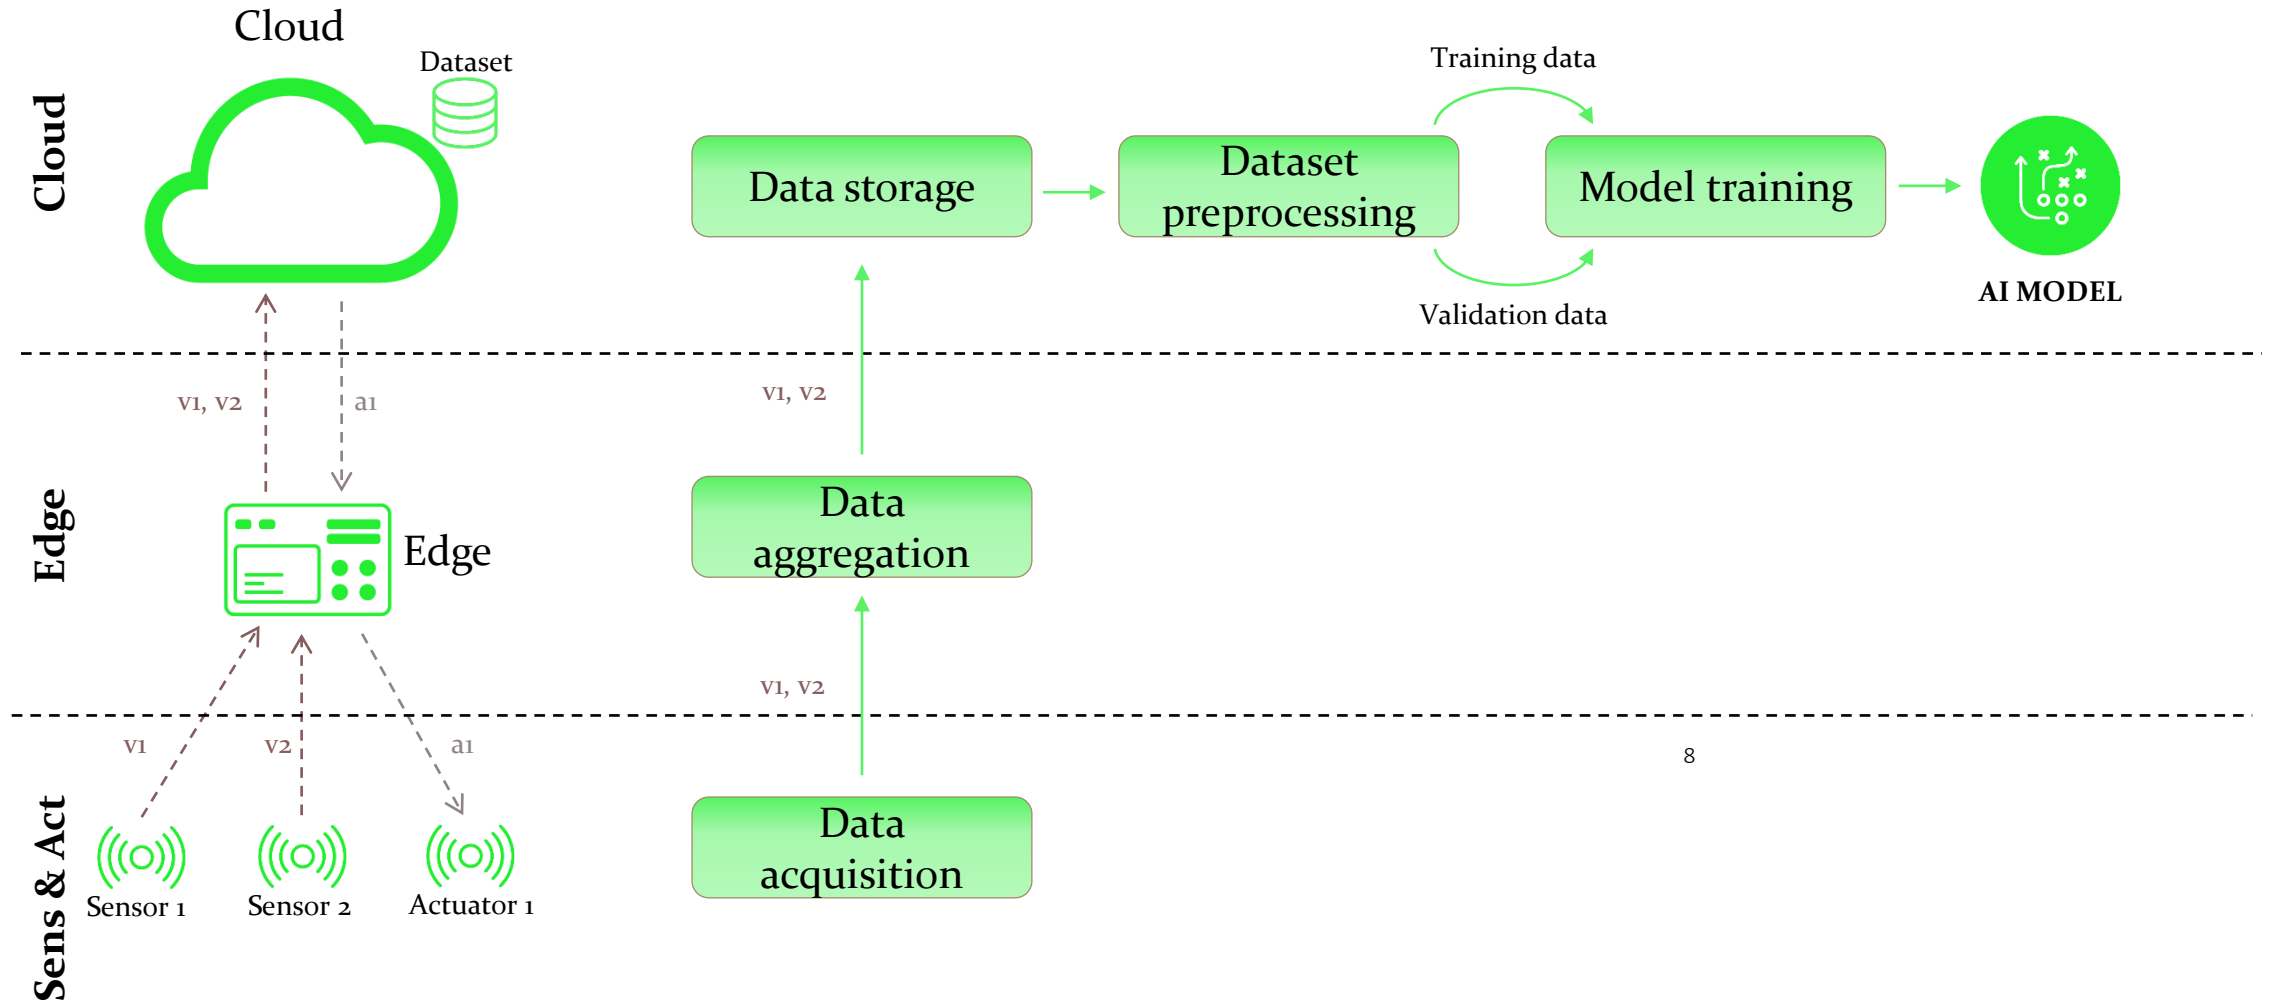 Cloud
Dataset
Training data
Cloud
Data storage
Dataset
preprocessing
Model training
AI MODEL
Validation data
v1, v2
a1
v1, v2
Edge
Edge
Data
aggregation
v1, v2
v1
v2
a1
8
Sens & Act
Data
acquisition
Sensor 1
Sensor 2
Actuator 1